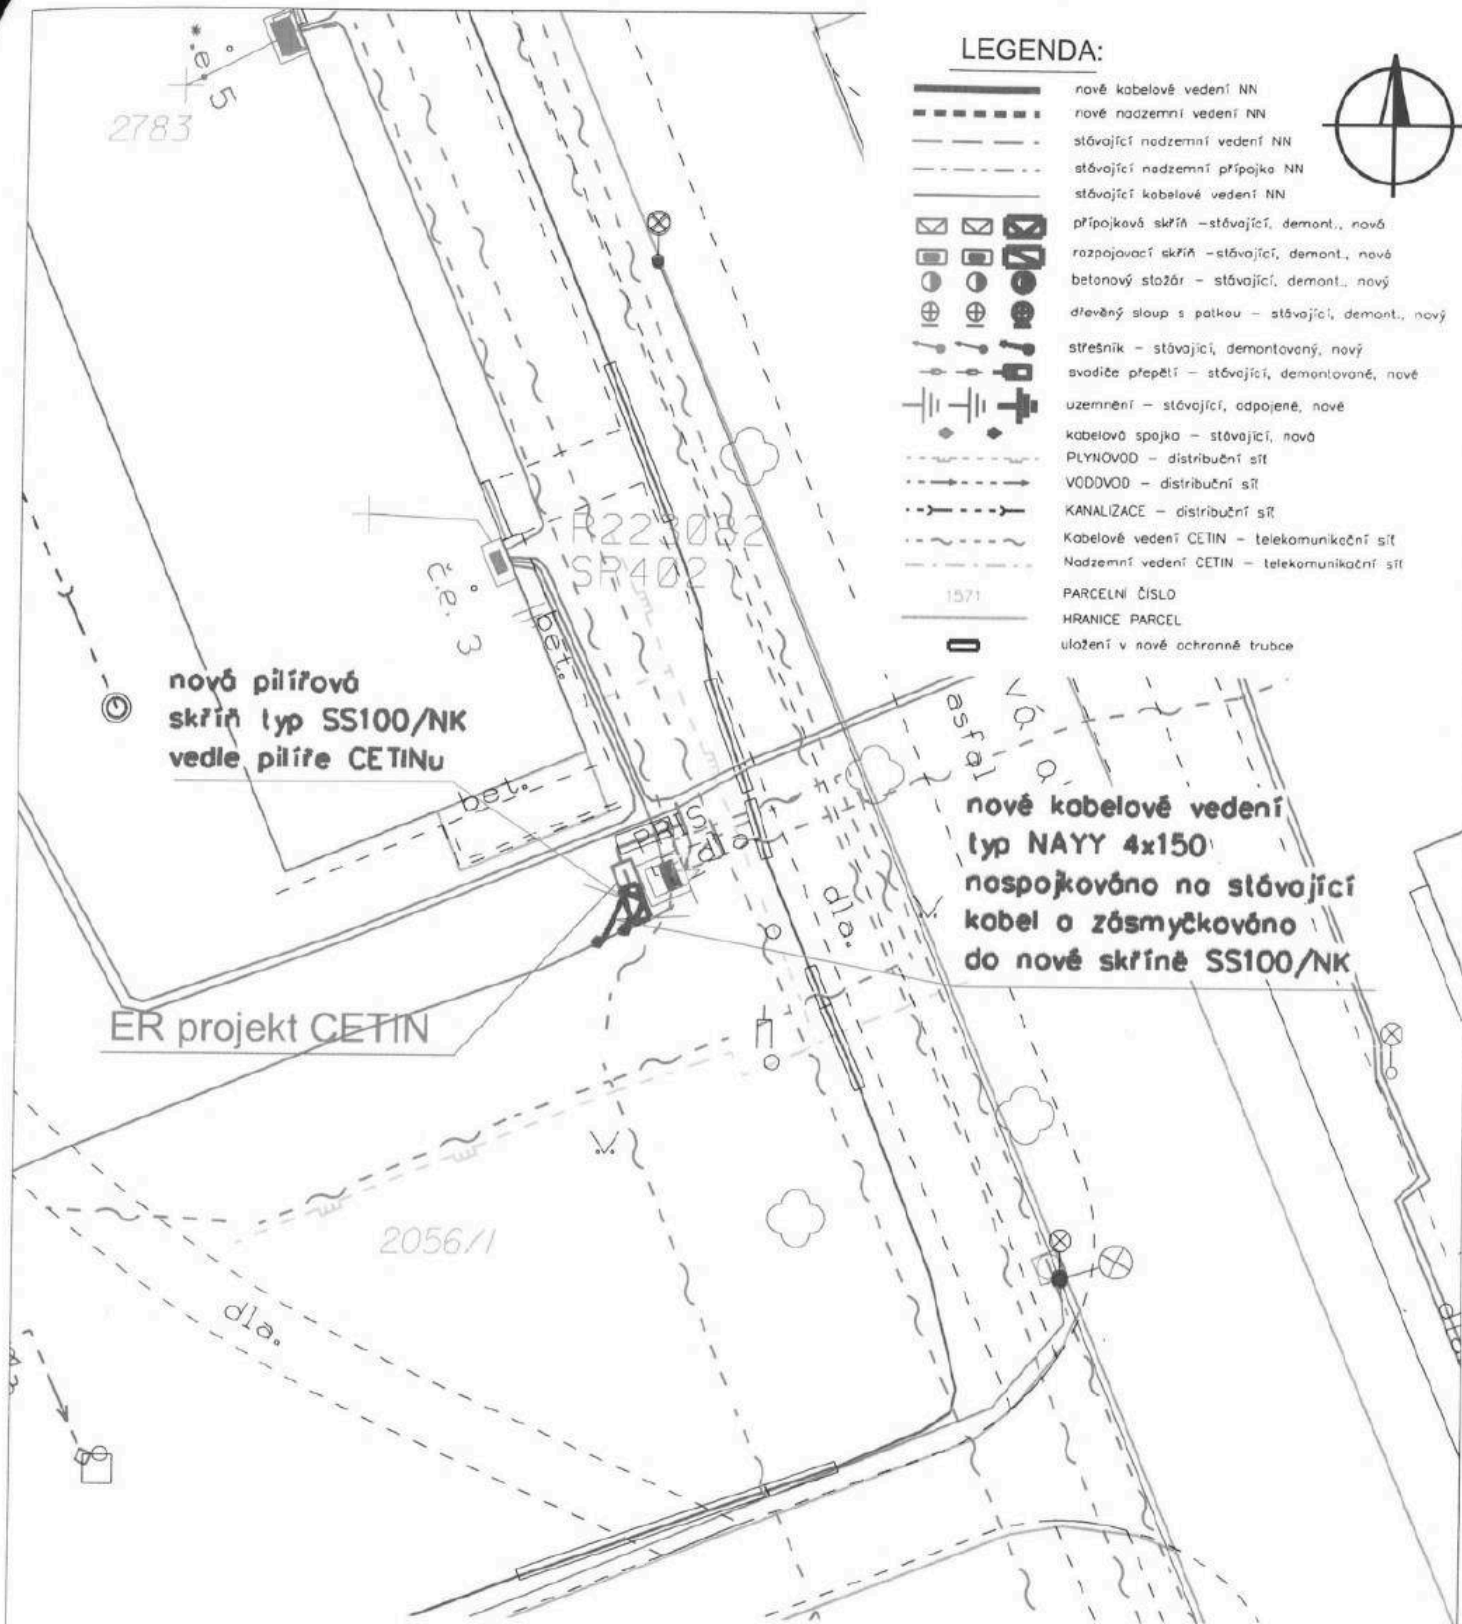 LEGENDA:
nové kabelové vedení NN
nové nadzemní vedení NN
stávající nadzemní vedení NN
stávající nadzemní přípojka NN
stávající kabelové vedení NN
přípojková skříň –stávající, demont., nová
rozpojovací skříň –stávající, demont., nové
betonový stožár – stávající, demont., nový
dřevěný sloup s patkou – stávající, demont., nový
střešník – stávající, demontovaný, nový
svodiče přepětí – stávající, demontované, nové
uzemnění – stávající, odpojené, nové
kabelová spojka – stávající, nová
PLYNOVOD – distribuční síť
VODOVOD – distribuční síť
KANALIZACE – distribuční síť
Kabelové vedení CETIN – telekomunikační síť
Nadzemní vedení CETIN – telekomunikační síť
1571 PARCELNÍ ČÍSLO
HRANICE PARCEL
uložení v nové ochranné trubce
č.e. 5
2783
R223082
SP402
č.e. 3
bet.
nová pilířová
skříň typ SS100/NK
vedle pilíře CETINu
bet.
asfal
nové kabelové vedení
typ NAYY 4x150
naspojkováno na stávající
kabel a zásmyčkováno
do nové skříně SS100/NK
PRIS
dla.
dla.
ER projekt CETIN
2056/1
dla.